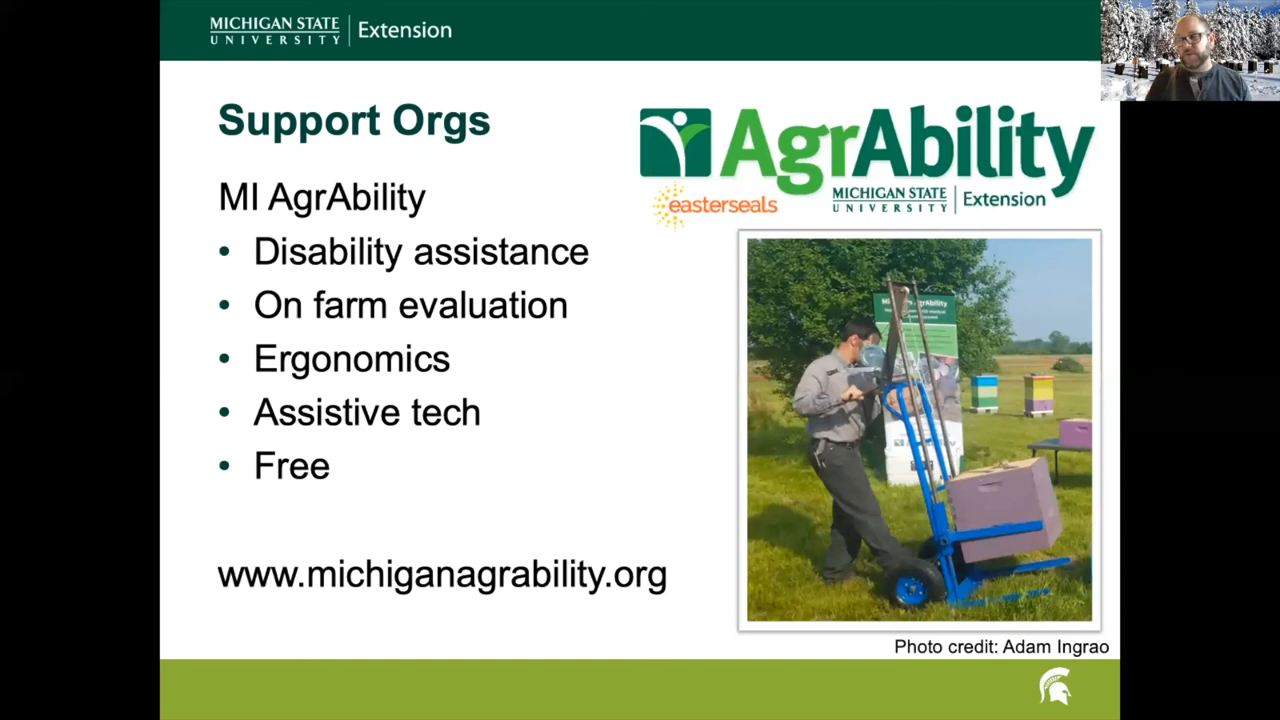 MICHIGAN STATE
UNIVERSITY
Extension
Support Orgs
AgrAbility
easterseals
MICHIGAN STATE
UNIVERSITY
Extension
MI AgrAbility
• Disability assistance
• On farm evaluation
• Ergonomics
• Assistive tech
• Free
www.michiganagrability.org
Photo credit: Adam Ingrao